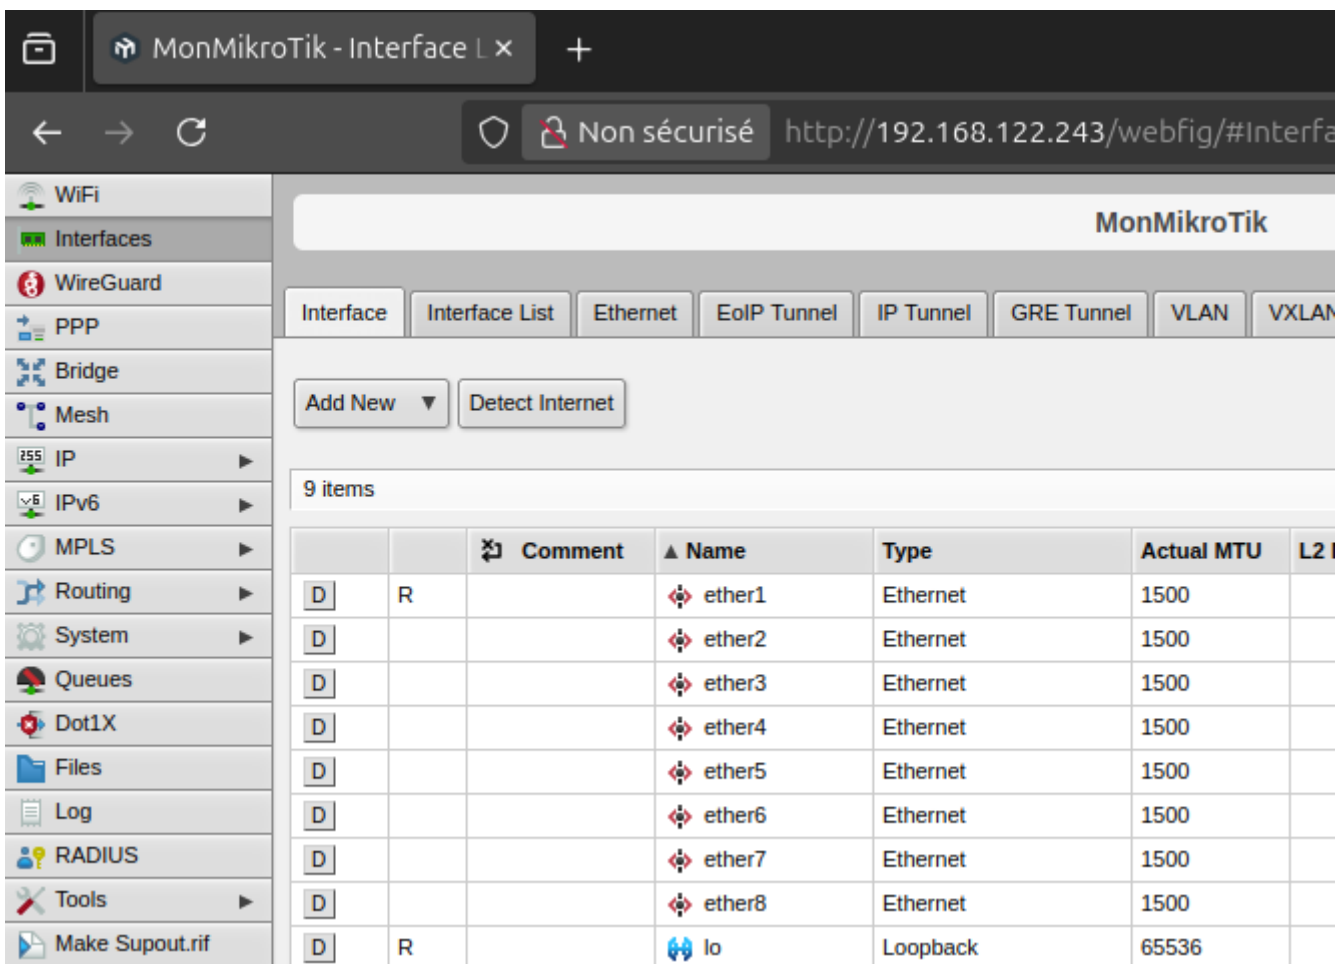 MonMikroTik - Interface L
Non sécurisé http://192.168.122.243/webfig/#Interfa
WiFi
Interfaces
WireGuard
PPP
Bridge
Mesh
IP
IPv6
MPLS
Routing
System
Queues
Dot1X
Files
Log
RADIUS
Tools
Make Supout.rif
MonMikroTik
Interface Interface List Ethernet EoIP Tunnel IP Tunnel GRE Tunnel VLAN VXLAN
Add New Detect Internet
9 items
Comment Name Type Actual MTU L2
D R ether1 Ethernet 1500
D ether2 Ethernet 1500
D ether3 Ethernet 1500
D ether4 Ethernet 1500
D ether5 Ethernet 1500
D ether6 Ethernet 1500
D ether7 Ethernet 1500
D ether8 Ethernet 1500
D R lo Loopback 65536